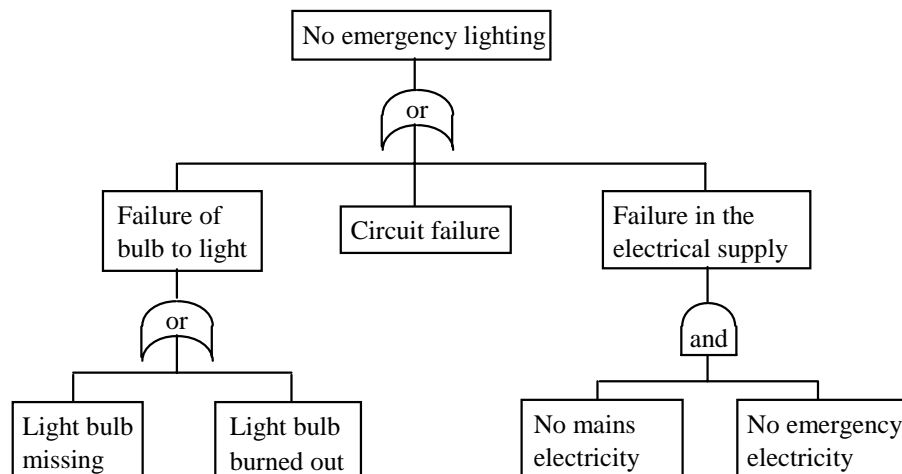 No emergency lighting
or
Failure of
bulb to light
Circuit failure
Failure in the
electrical supply
or
and
Light bulb
missing
Light bulb
burned out
No mains
electricity
No emergency
electricity